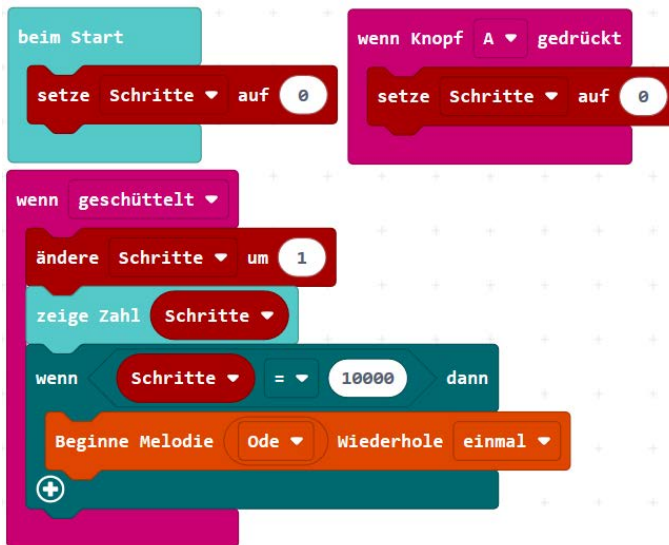 beim Start
setze Schritte auf 0
wenn Knopf A gedrückt
setze Schritte auf 0
wenn geschüttelt
ändere Schritte um 1
zeige Zahl Schritte
wenn Schritte = 10000 dann
Beginne Melodie Ode Wiederhole einmal